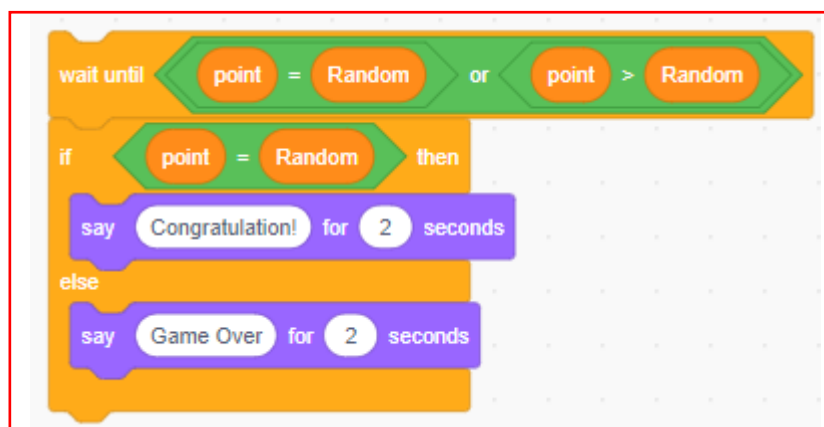 wait until point = Random or point > Random
if point = Random then
say Congratulation! for 2 seconds
else
say Game Over for 2 seconds